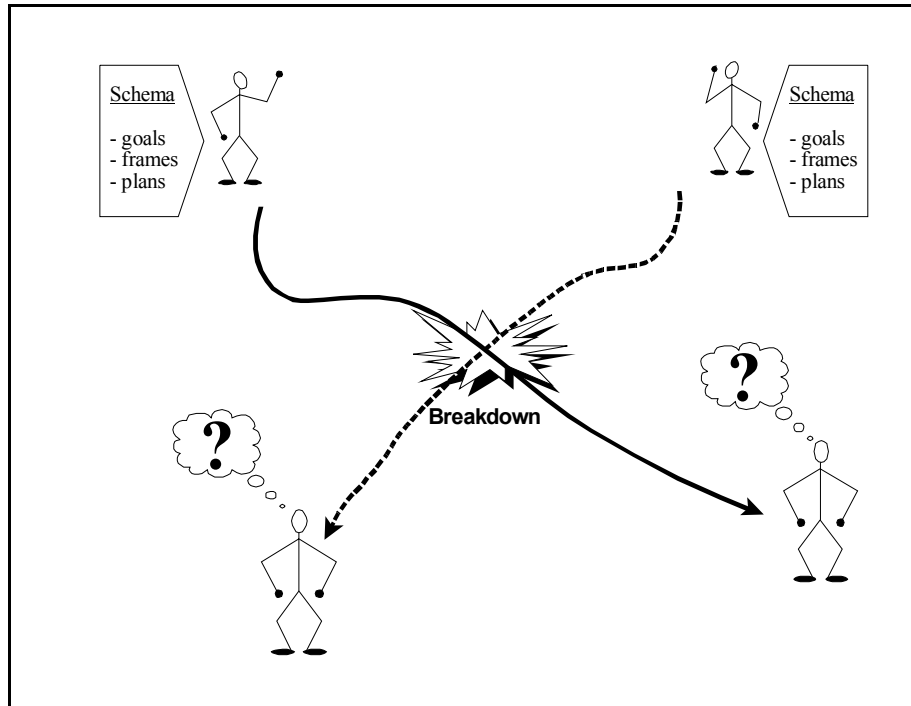 Schema
- goals
- frames
- plans
Schema
- goals
- frames
- plans
?
Breakdown
?